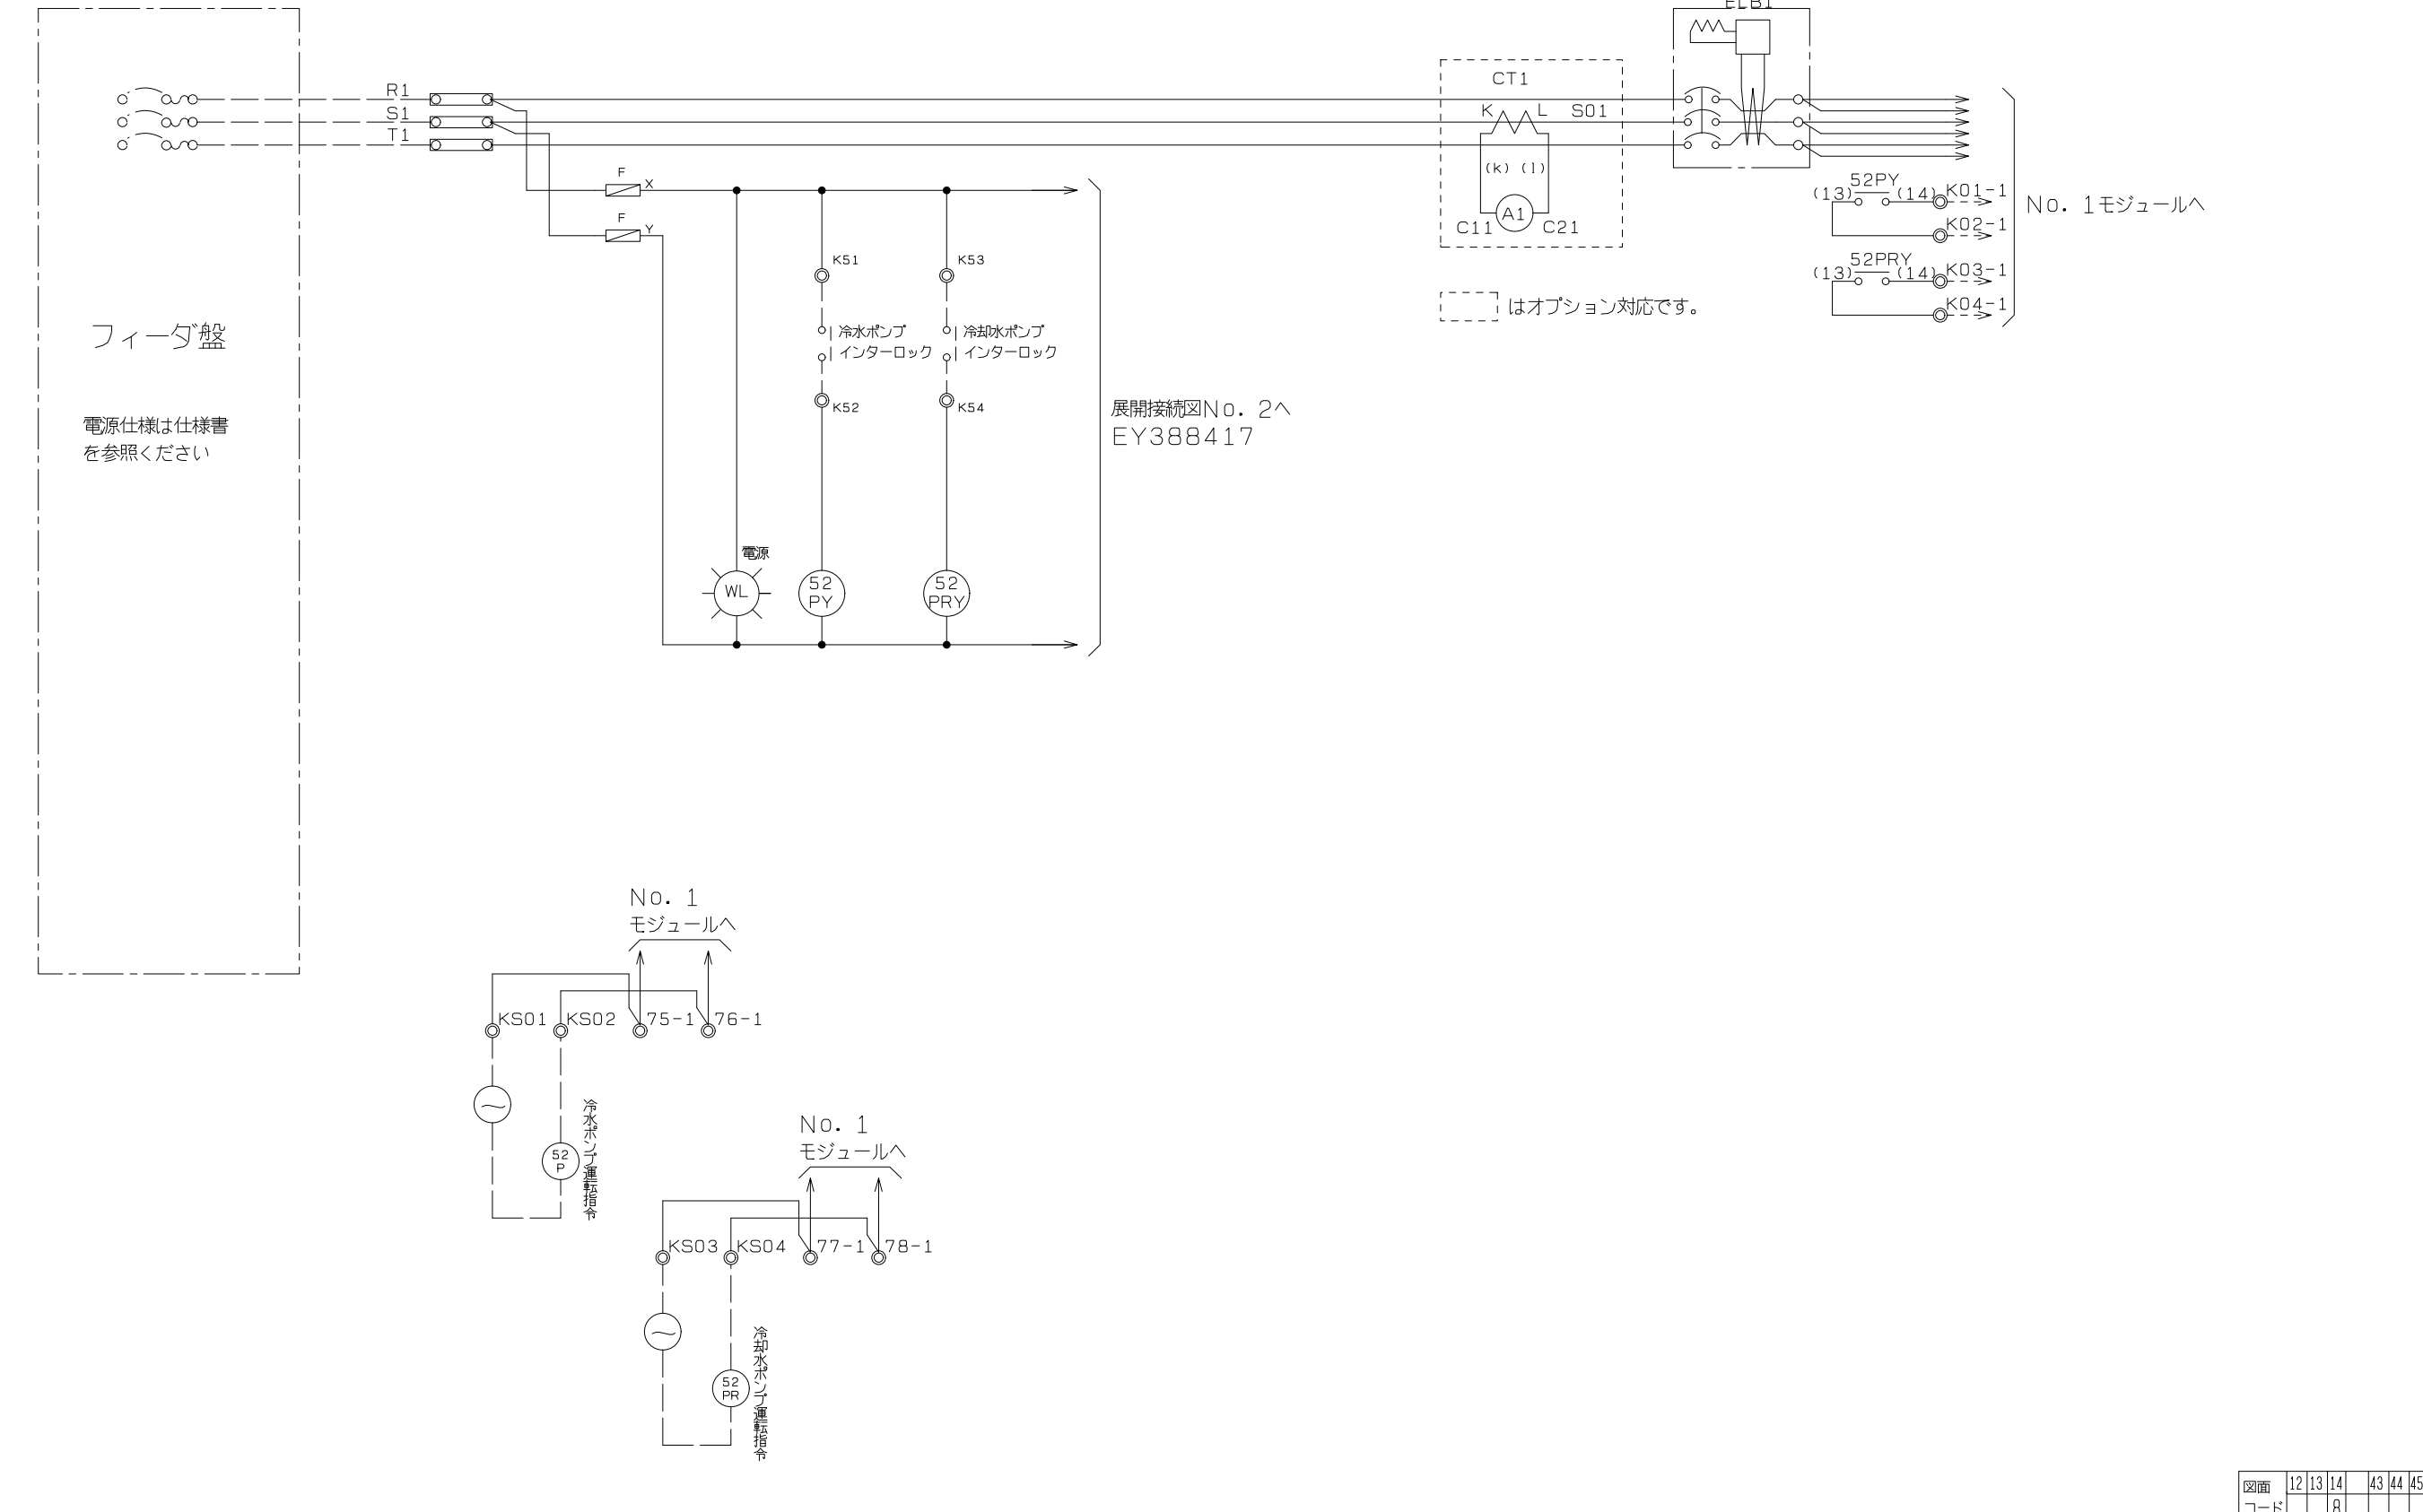 ELB1
R1
S1
T1
CT1
K
L
S01
(k)
(l)
A1
C11
C21
F
X
F
Y
52PY
(13)
(14)
K01-1
K02-1
52PRY
(13)
(14)
K03-1
K04-1
No. 1モジュールへ
はオプション対応です。
フィーダ盤
電源仕様は仕様書
を参照ください
K51
冷水ポンプ
インターロック
K52
K53
冷却水ポンプ
インターロック
K54
展開接続図No. 2へ
EY388417
電源
WL
52
PY
52
PRY
No. 1
モジュールへ
KS01
KS02
75-1
76-1
52
P
冷水ポンプ運転指令
No. 1
モジュールへ
KS03
KS04
77-1
78-1
52
PR
冷却水ポンプ運転指令
図面
コード
12 13 14 43 44 45
8